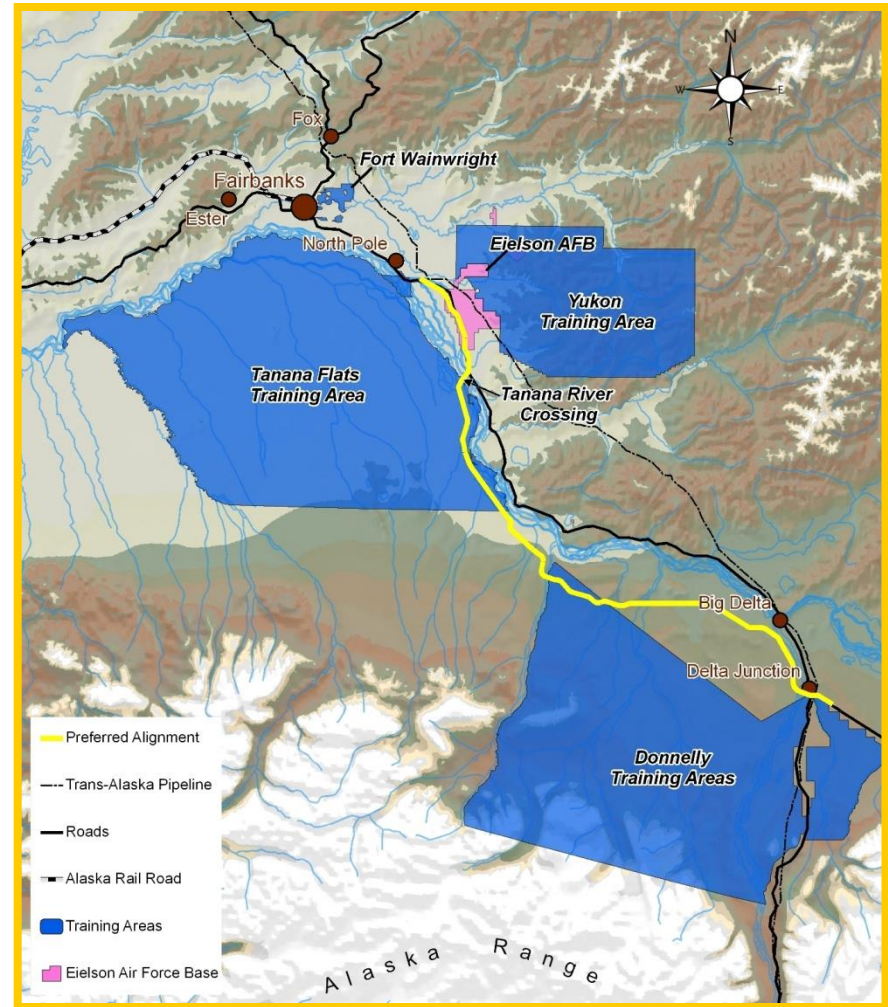 N
W
E
S
Fox
Fort Wainwright
Fairbanks
Ester
North Pole
Eielson AFB
Yukon
Training Area
Tanana Flats
Training Area
Tanana River
Crossing
Big Delta
Delta Junction
Donnelly
Training Areas
Preferred Alignment
Trans-Alaska Pipeline
Roads
Alaska Rail Road
Training Areas
Eielson Air Force Base
Alaska Range